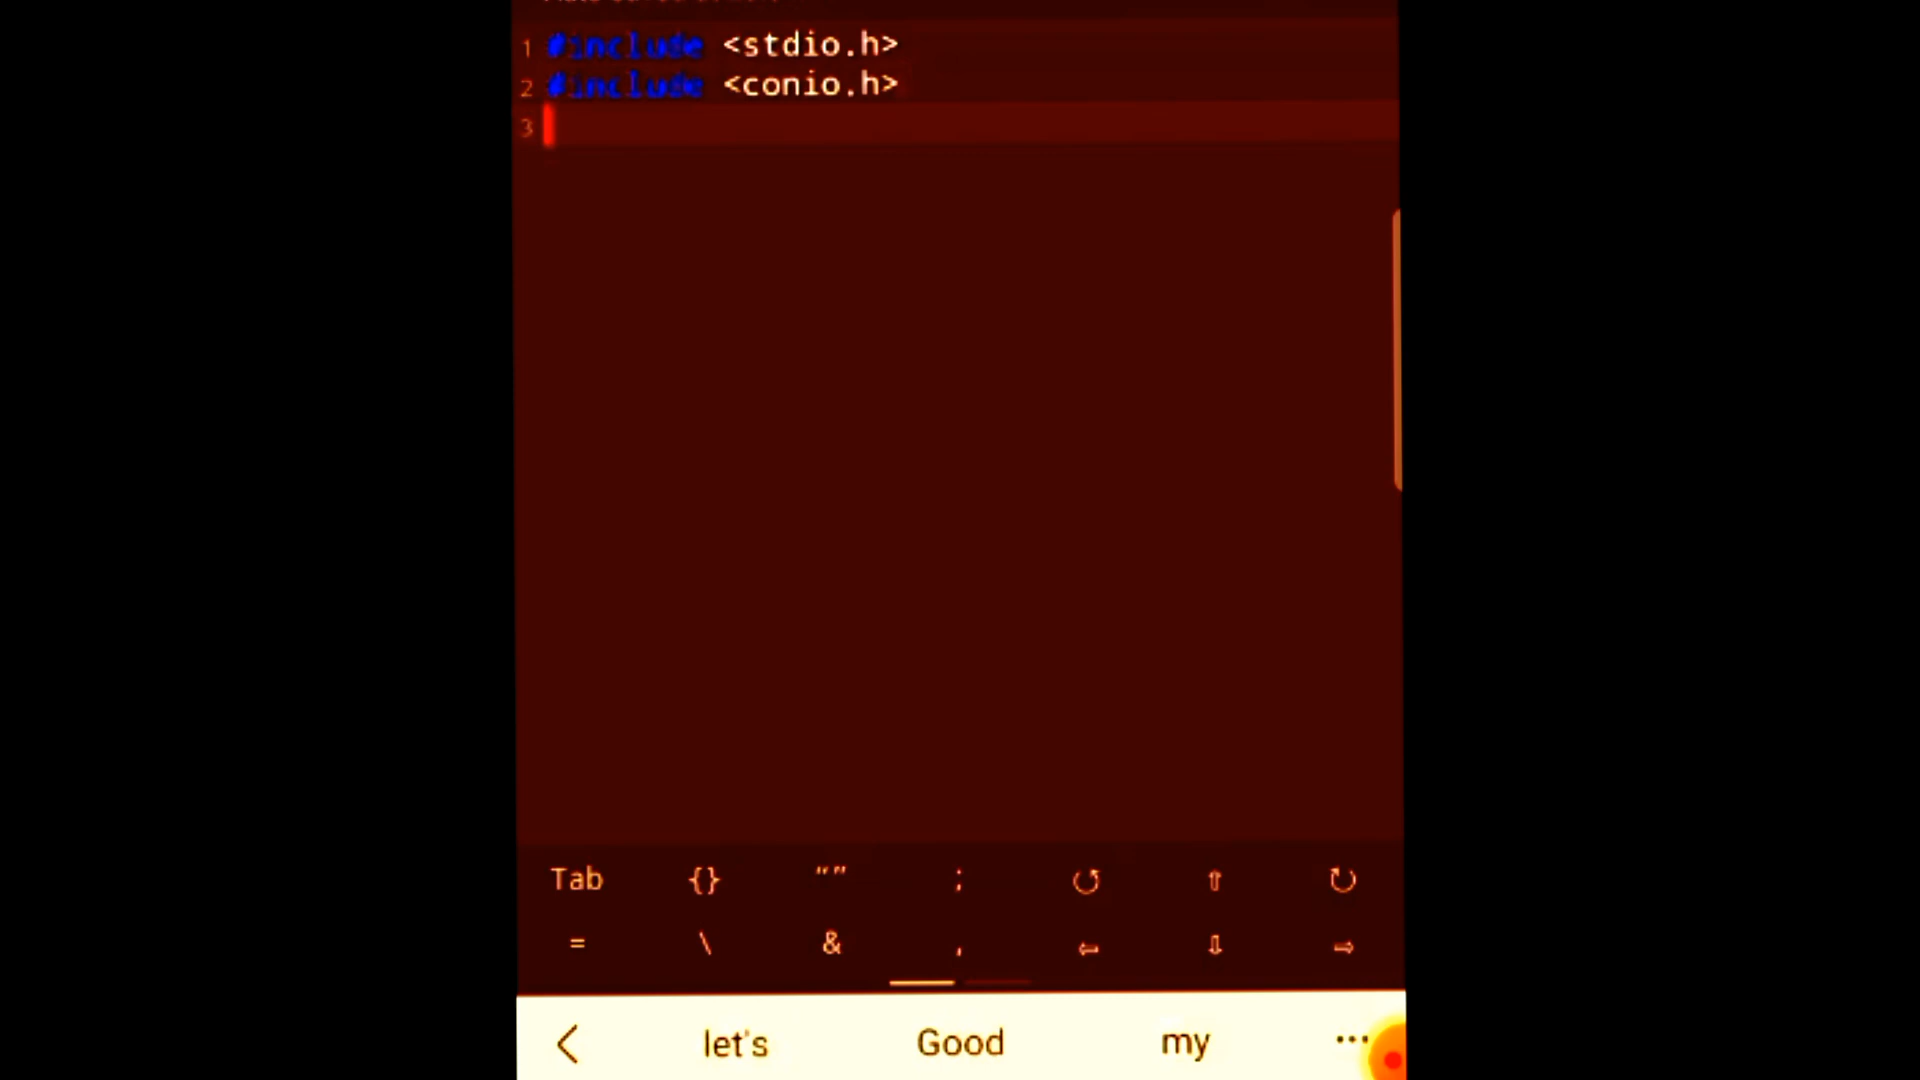 1 #include <stdio.h>
2 #include <conio.h>
3
Tab {} "" ; ↺ ⇧ ↻
= \ & , ⇦ ⇩ ⇨
< let's Good my ...